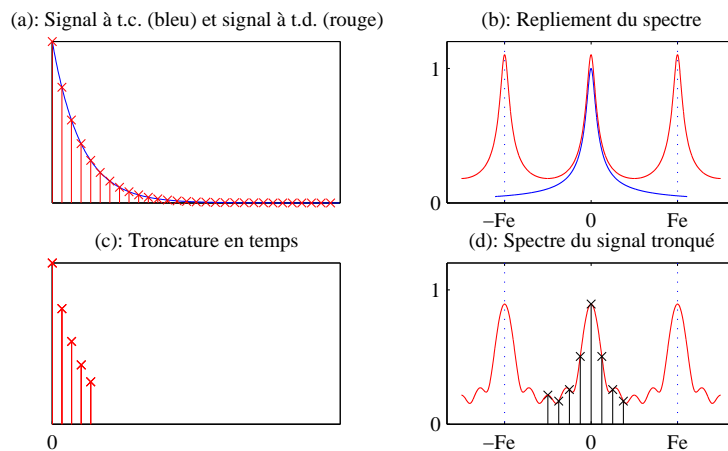 (a): Signal à t.c. (bleu) et signal à t.d. (rouge)
(b): Repliement du spectre
1
0
−Fe
0
Fe
(c): Troncature en temps
(d): Spectre du signal tronqué
1
0
0
−Fe
0
Fe